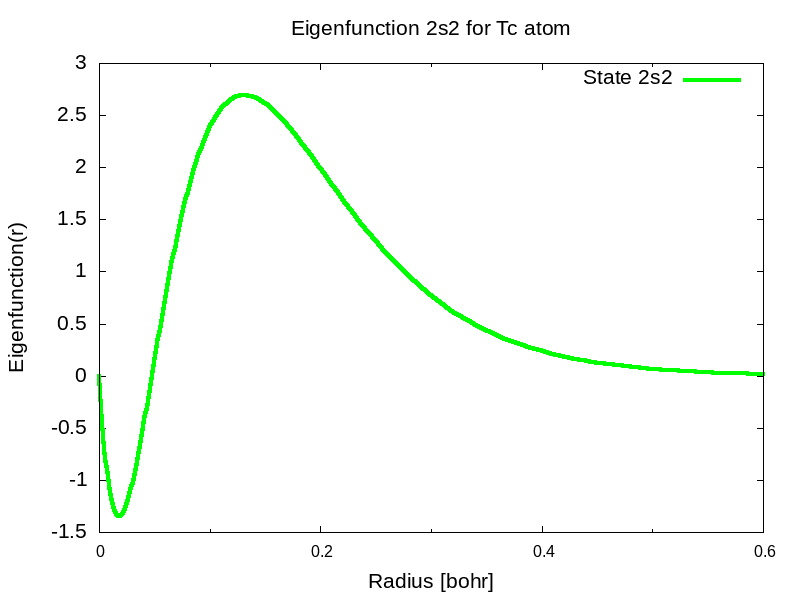 Eigenfunction 2s2 for Tc atom
State 2s2
3
2.5
2
1.5
1
0.5
0
-0.5
-1
-1.5
Eigenfunction(r)
0 0.2 0.4 0.6
Radius [bohr]